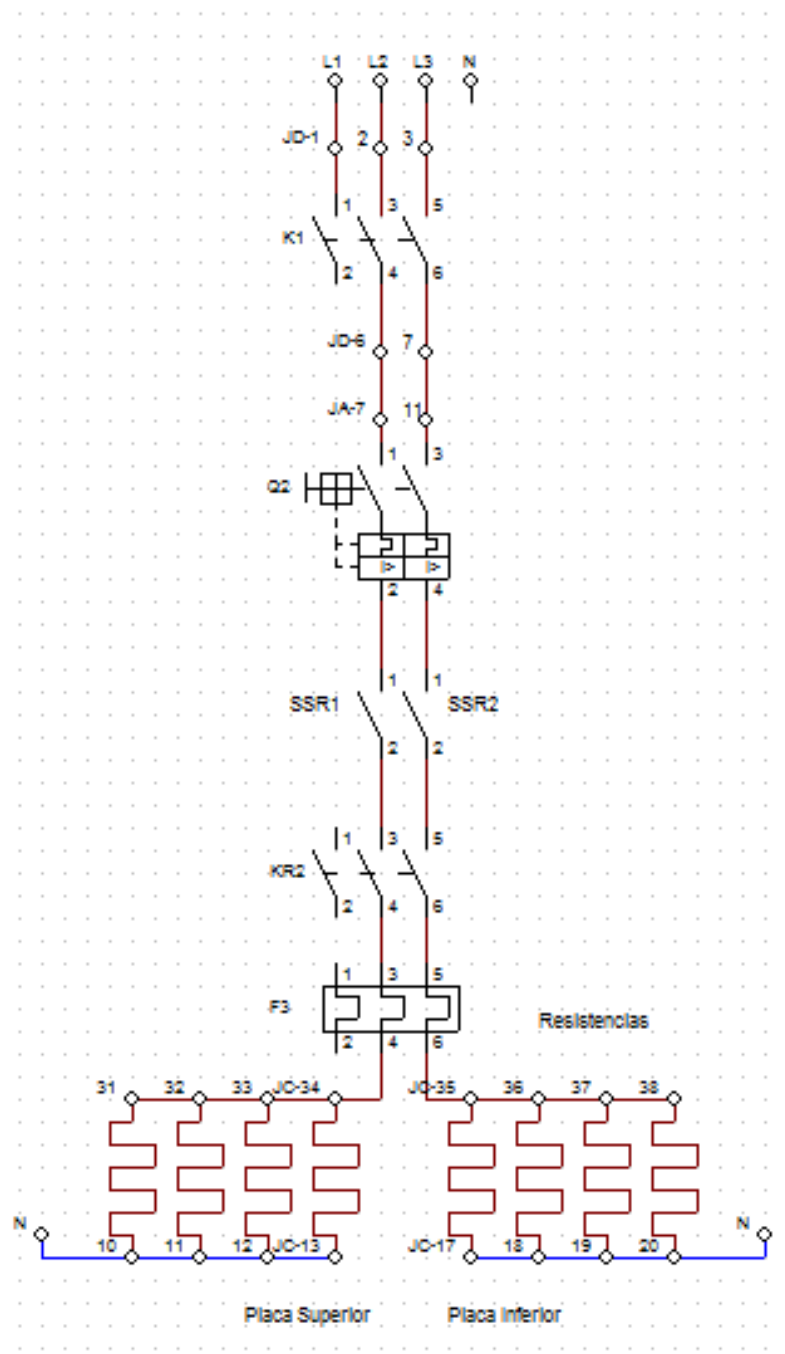 L1 L2 L3 N
JD-1 2 3
1 3 5
K1
2 4 6
JD-6 7
JA-7 11
1 3
Q2
I> I>
2 4
1 1
SSR1 SSR2
2 2
1 3 5
KR2
2 4 6
1 3 5
F3
Resistencias
2 4 6
31 32 33 JC-34 JC-35 36 37 38
N N
10 11 12 JC-13 JC-17 18 19 20
Placa Superior Placa Inferior